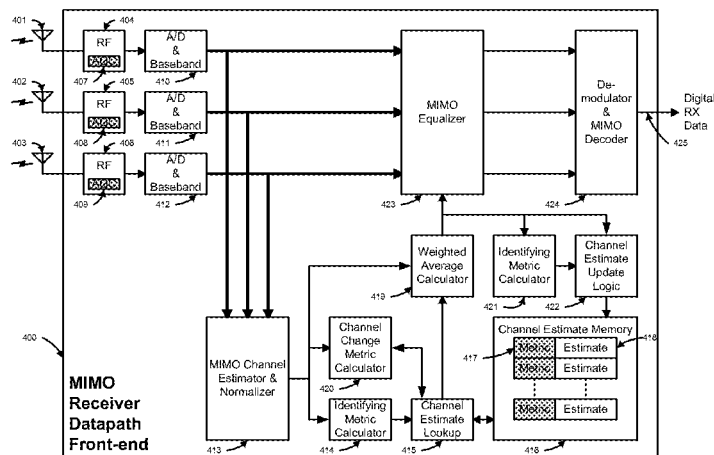 401
404
RF
AGC
407
A/D
&
Baseband
410
402
405
RF
AGC
408
A/D
&
Baseband
411
403
RF
AGC
409
A/D
&
Baseband
412
MIMO
Equalizer
423
De-
modulator
&
MIMO
Decoder
424
Digital
RX
Data
425
Weighted
Average
Calculator
419
Identifying
Metric
Calculator
421
Channel
Estimate
Update
Logic
422
400
MIMO
Receiver
Datapath
Front-end
MIMO Channel
Estimator &
Normalizer
413
Channel
Change
Metric
Calculator
420
Identifying
Metric
Calculator
414
Channel
Estimate
Lookup
415
Channel Estimate Memory
417
418
Metric Estimate
Metric Estimate
Metric Estimate
416